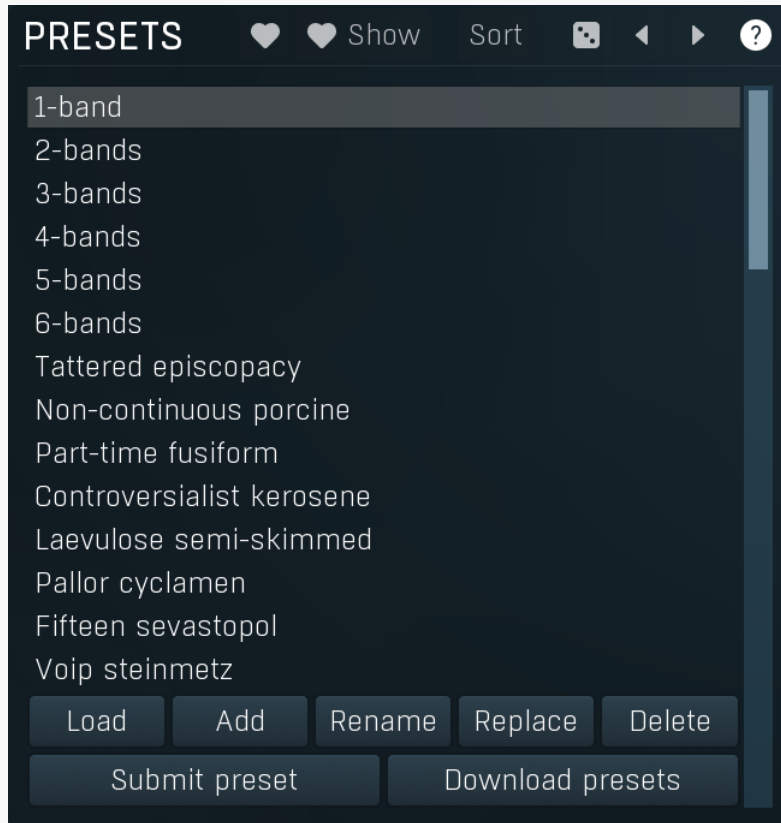 PRESETS Show Sort ?
1-band
2-bands
3-bands
4-bands
5-bands
6-bands
Tattered episcopacy
Non-continuous porcine
Part-time fusiform
Controversialist kerosene
Laevulose semi-skimmed
Pallor cyclamen
Fifteen sevastopol
Voip steinmetz
Load Add Rename Replace Delete
Submit preset Download presets